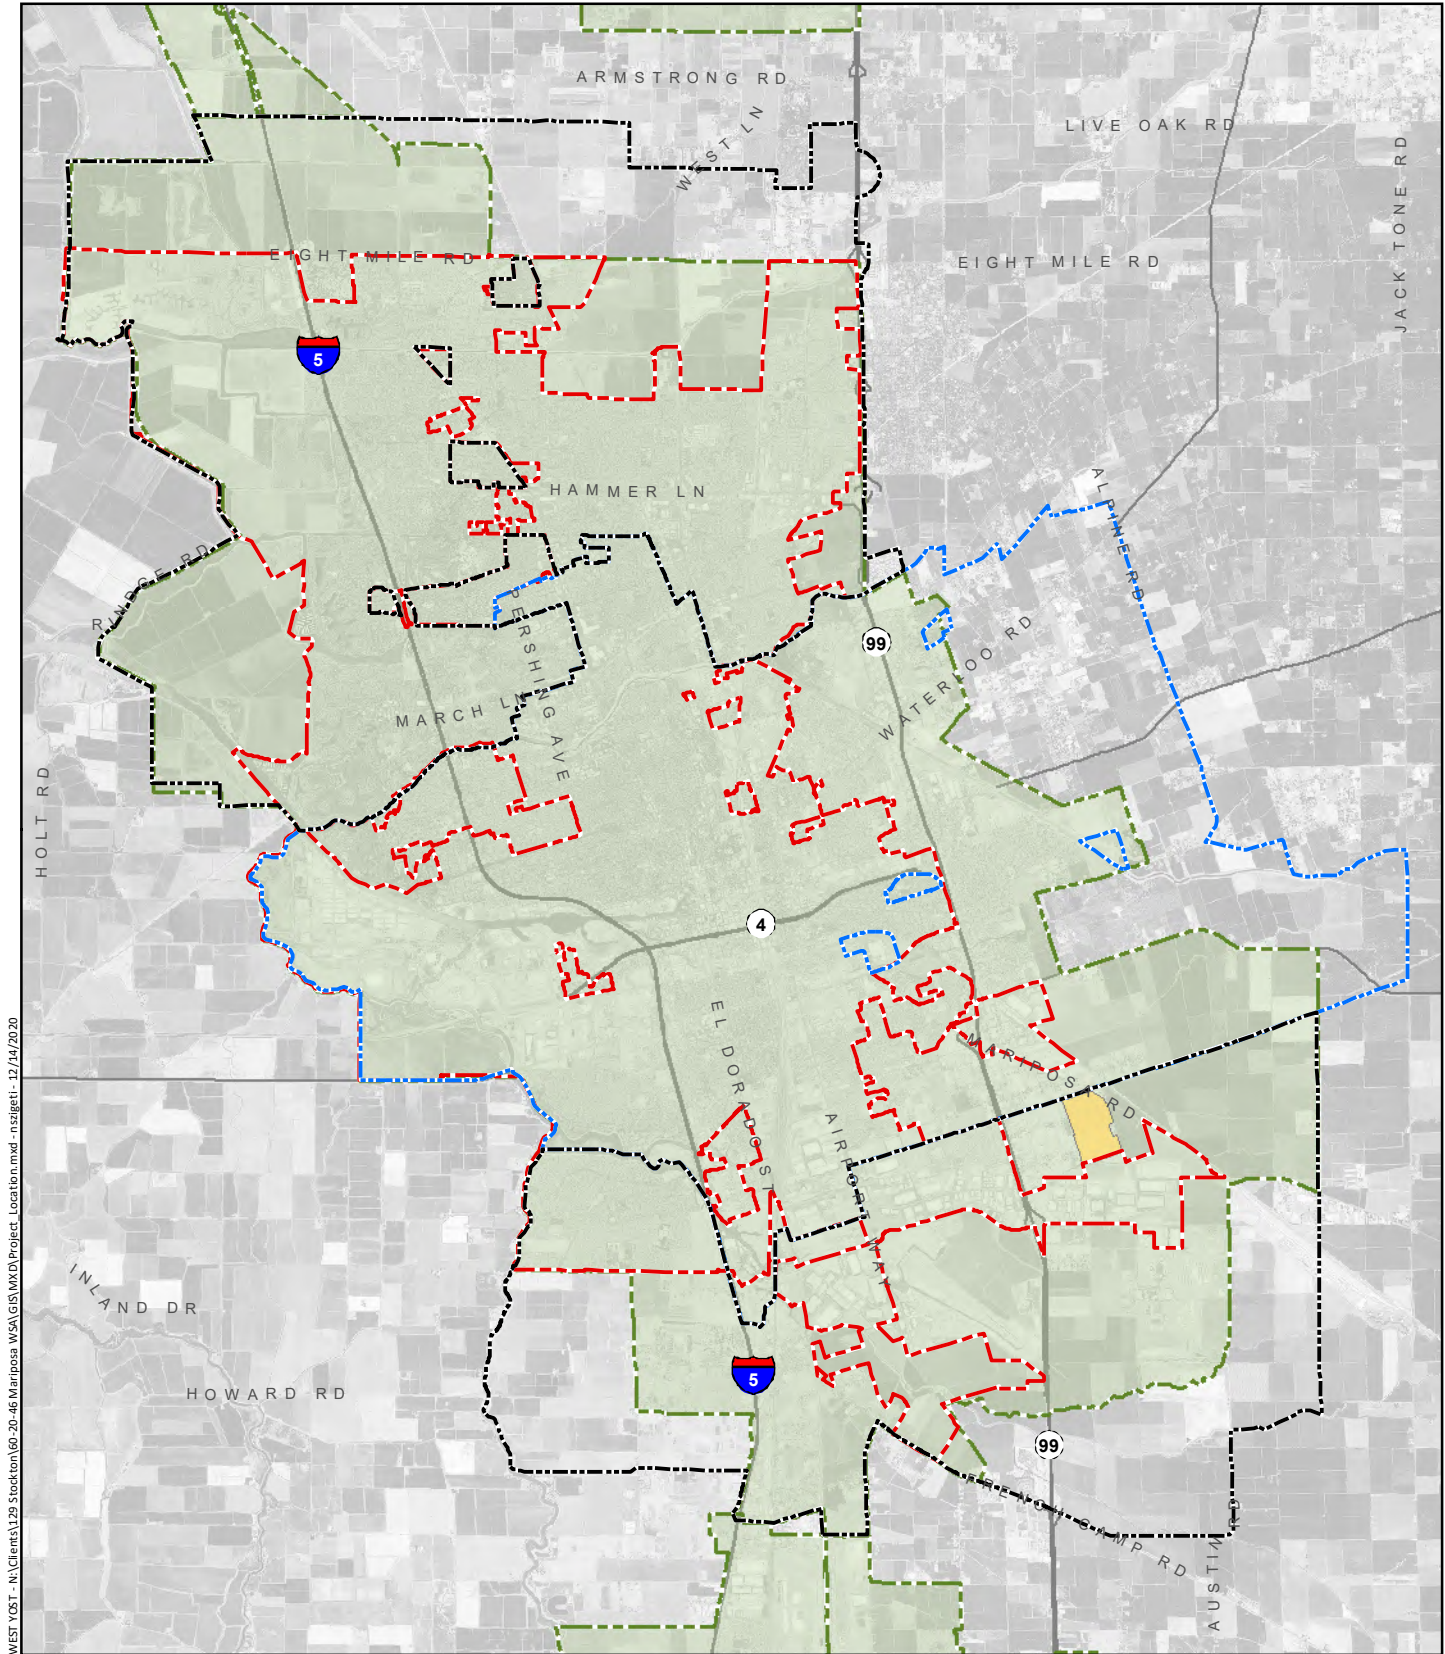 ARMSTRONG RD
WEST LN
LIVE OAK RD
JACK TONE RD
EIGHT MILE RD
EIGHT MILE RD
5
HAMMER LN
ALPINE RD
RINDGE RD
PERSHING AVE
99
WATERLOO RD
MARCH LN
HOLT RD
4
EL DORADO ST
MARIPOSA RD
AIRPORT WAY
INLAND DR
HOWARD RD
5
99
FRENCH CAMP RD
AUSTIN RD
WEST YOST - N:\Clients\129 Stockton\60-20-46 Mariposa WSA\GIS\MXD\Project_Location.mxd - nszigeti - 12/14/2020